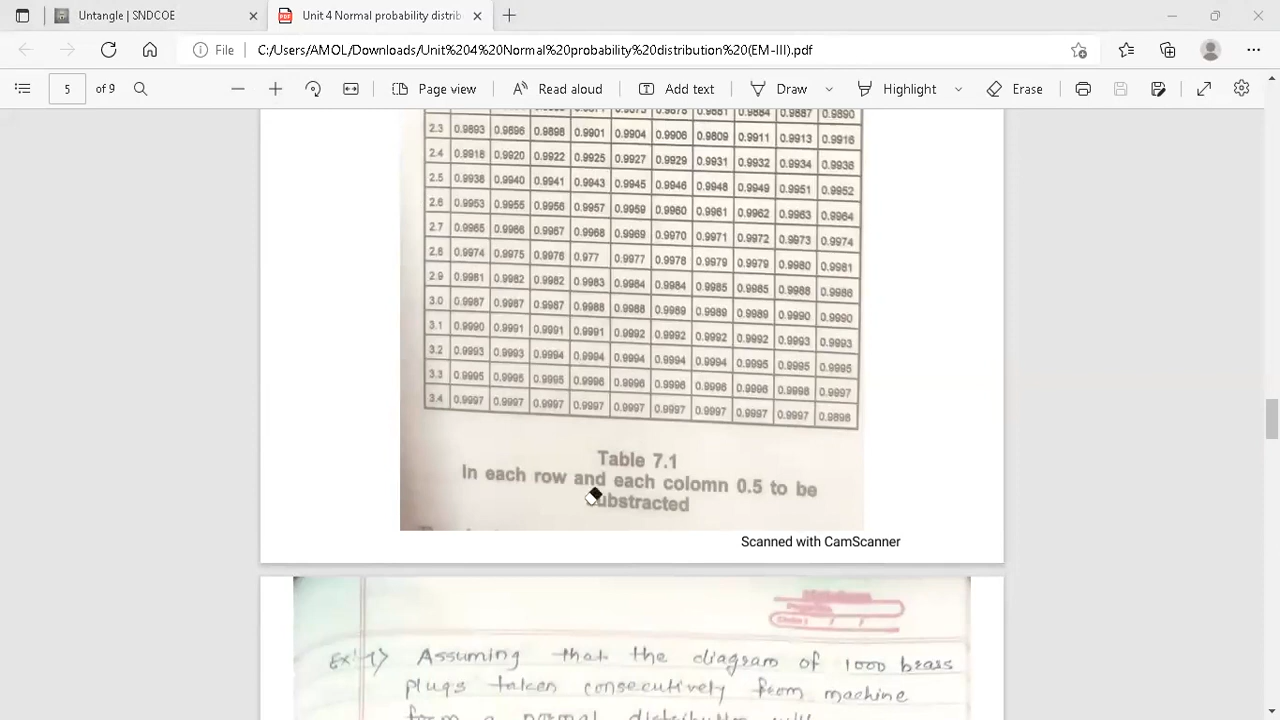 Untangle | SNDCOE
Unit 4 Normal probability distrib
File C:/Users/AMOL/Downloads/Unit%204%20Normal%20probability%20distribution%20(EM-III).pdf
5 of 9 Page view Read aloud Add text Draw Highlight Erase
0.9884 0.9887 0.9890
2.3 0.9893 0.9896 0.9898 0.9901 0.9904 0.9906 0.9809 0.9911 0.9913 0.9916
2.4 0.9918 0.9920 0.9922 0.9925 0.9927 0.9929 0.9931 0.9932 0.9934 0.9936
2.5 0.9938 0.9940 0.9941 0.9943 0.9945 0.9946 0.9948 0.9949 0.9951 0.9952
2.6 0.9953 0.9955 0.9956 0.9957 0.9959 0.9960 0.9961 0.9962 0.9963 0.9964
2.7 0.9965 0.9966 0.9967 0.9968 0.9969 0.9970 0.9971 0.9972 0.9973 0.9974
2.8 0.9974 0.9975 0.9976 0.977 0.9977 0.9978 0.9979 0.9979 0.9980 0.9981
2.9 0.9981 0.9982 0.9982 0.9983 0.9984 0.9984 0.9985 0.9985 0.9986 0.9986
3.0 0.9987 0.9987 0.9987 0.9988 0.9988 0.9989 0.9989 0.9989 0.9990 0.9990
3.1 0.9990 0.9991 0.9991 0.9991 0.9992 0.9992 0.9992 0.9992 0.9993 0.9993
3.2 0.9993 0.9993 0.9994 0.9994 0.9994 0.9994 0.9994 0.9995 0.9995 0.9995
3.3 0.9995 0.9995 0.9995 0.9996 0.9996 0.9996 0.9996 0.9996 0.9996 0.9997
3.4 0.9997 0.9997 0.9997 0.9997 0.9997 0.9997 0.9997 0.9997 0.9997 0.9898
Table 7.1
In each row and each colomn 0.5 to be
substracted
Scanned with CamScanner
Ex: 1) Assuming that the diagram of 1000 brass
plugs taken consecutively from machine
form a normal distribution